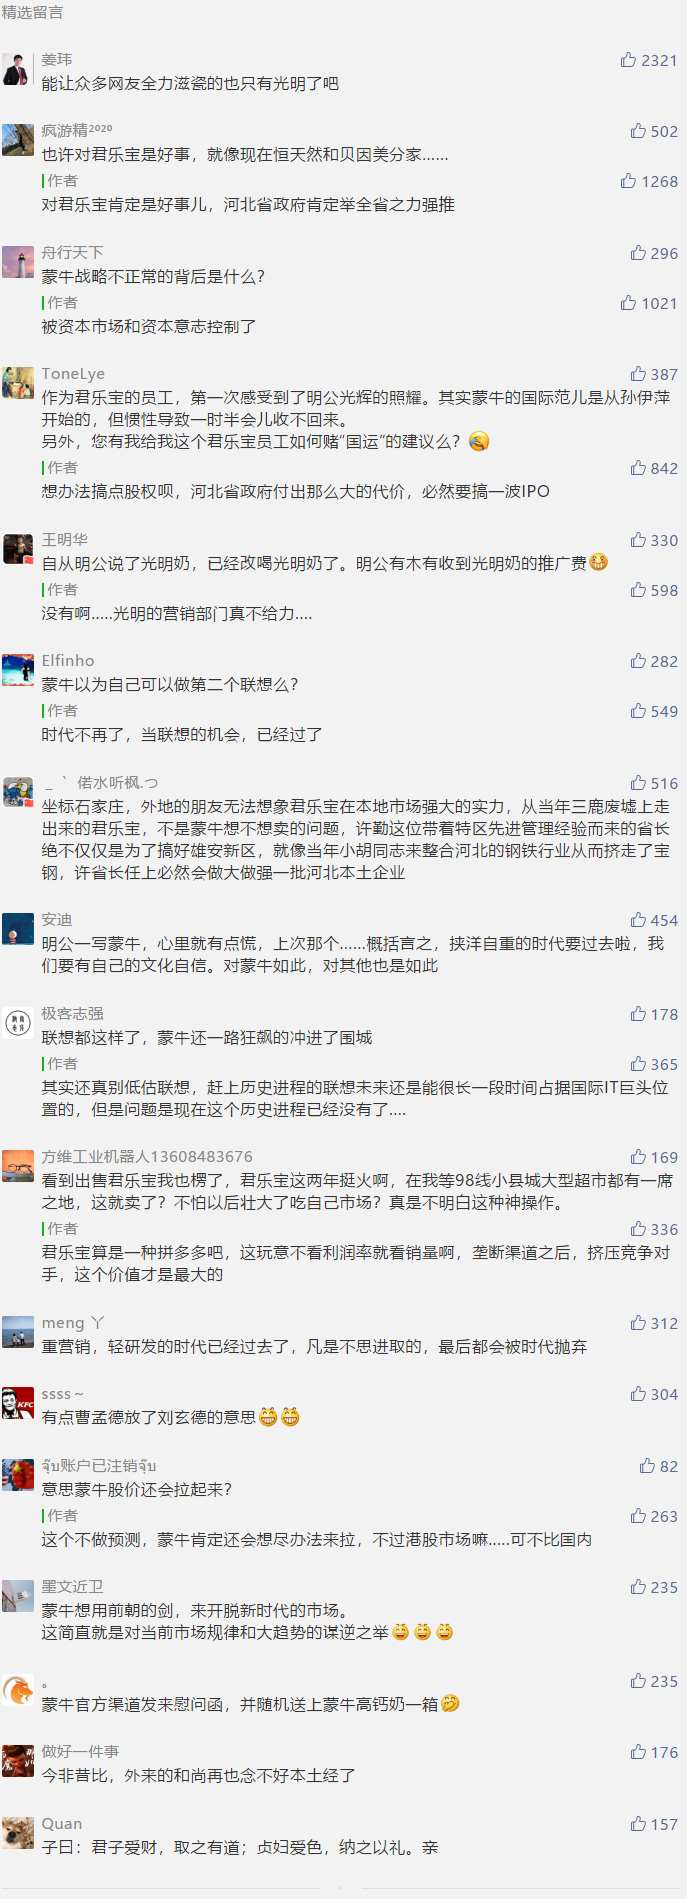 精选留言
姜玮
2321
能让众多网友全力滋瓷的也只有光明了吧
疯游精²⁰²⁰
502
也许对君乐宝是好事，就像现在恒天然和贝因美分家……
作者
1268
对君乐宝肯定是好事儿，河北省政府肯定举全省之力强推
舟行天下
296
蒙牛战略不正常的背后是什么？
作者
1021
被资本市场和资本意志控制了
ToneLye
387
作为君乐宝的员工，第一次感受到了明公光辉的照耀。其实蒙牛的国际范儿是从孙伊萍
开始的，但惯性导致一时半会儿收不回来。
另外，您有我给我这个君乐宝员工如何赌“国运”的建议么？
作者
842
想办法搞点股权呗，河北省政府付出那么大的代价，必然要搞一波IPO
王明华
330
自从明公说了光明奶，已经改喝光明奶了。明公有木有收到光明奶的推广费
作者
598
没有啊.....光明的营销部门真不给力....
Elfinho
282
蒙牛以为自己可以做第二个联想么？
作者
549
时代不再了，当联想的机会，已经过了
_ ` 偌水听枫.つ
516
坐标石家庄，外地的朋友无法想象君乐宝在本地市场强大的实力，从当年三鹿废墟上走
出来的君乐宝，不是蒙牛想不想卖的问题，许勤这位带着特区先进管理经验而来的省长
绝不仅仅是为了搞好雄安新区，就像当年小胡同志来整合河北的钢铁行业从而挤走了宝
钢，许省长任上必然会做大做强一批河北本土企业
安迪
454
明公一写蒙牛，心里就有点慌，上次那个……概括言之，挟洋自重的时代要过去啦，我
们要有自己的文化自信。对蒙牛如此，对其他也是如此
极客志强
178
联想都这样了，蒙牛还一路狂飙的冲进了围城
作者
365
其实还真别低估联想，赶上历史进程的联想未来还是能很长一段时间占据国际IT巨头位
置的，但是问题是现在这个历史进程已经没有了....
方维工业机器人13608483676
169
看到出售君乐宝我也楞了，君乐宝这两年挺火啊，在我等98线小县城大型超市都有一席
之地，这就卖了？不怕以后壮大了吃自己市场？真是不明白这种神操作。
作者
336
君乐宝算是一种拼多多吧，这玩意不看利润率就看销量啊，垄断渠道之后，挤压竞争对
手，这个价值才是最大的
meng 丫
312
重营销，轻研发的时代已经过去了，凡是不思进取的，最后都会被时代抛弃
ssss ~
304
有点曹孟德放了刘玄德的意思
จุ๊บ账户已注销จุ๊บ
82
意思蒙牛股价还会拉起来？
作者
263
这个不做预测，蒙牛肯定还会想尽办法来拉，不过港股市场嘛.....可不比国内
墨文近卫
235
蒙牛想用前朝的剑，来开脱新时代的市场。
这简直就是对当前市场规律和大趋势的谋逆之举
。
235
蒙牛官方渠道发来慰问函，并随机送上蒙牛高钙奶一箱
做好一件事
176
今非昔比，外来的和尚再也念不好本土经了
Quan
157
子曰：君子爱财，取之有道；贞妇爱色，纳之以礼。亲